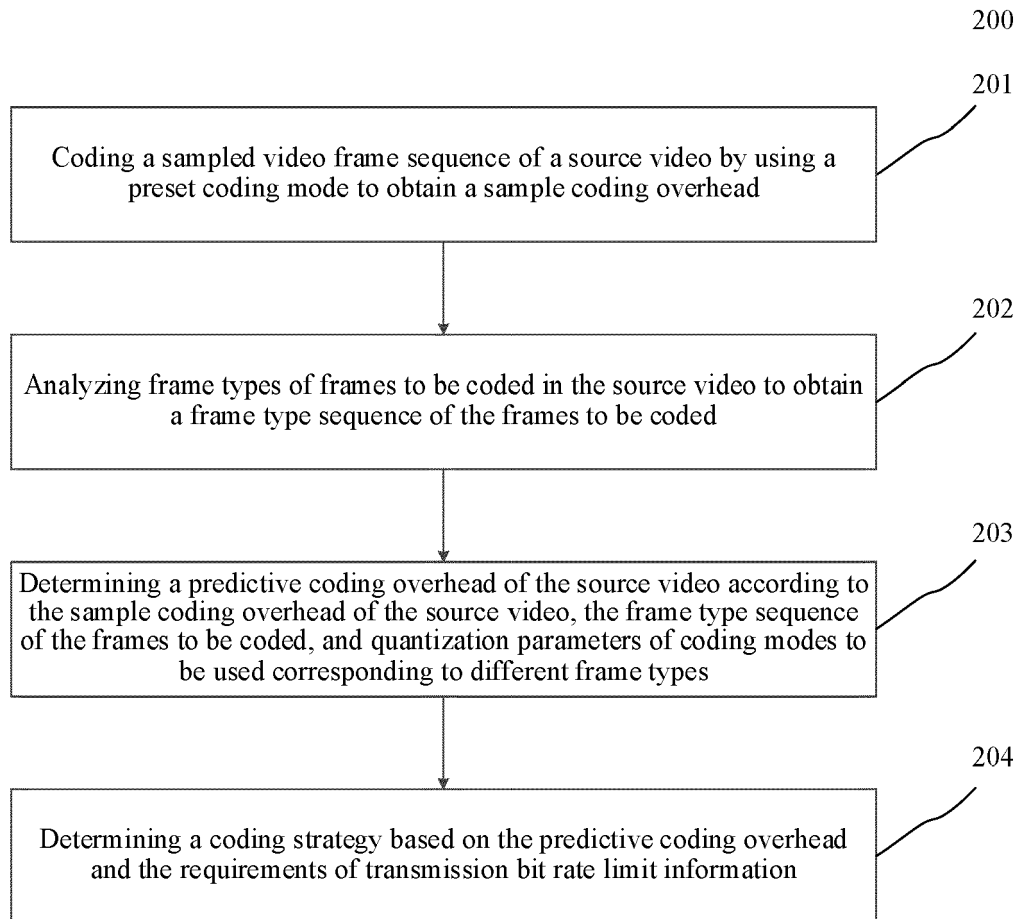 200
201
Coding a sampled video frame sequence of a source video by using a
preset coding mode to obtain a sample coding overhead
202
Analyzing frame types of frames to be coded in the source video to obtain
a frame type sequence of the frames to be coded
203
Determining a predictive coding overhead of the source video according to
the sample coding overhead of the source video, the frame type sequence
of the frames to be coded, and quantization parameters of coding modes to
be used corresponding to different frame types
204
Determining a coding strategy based on the predictive coding overhead
and the requirements of transmission bit rate limit information